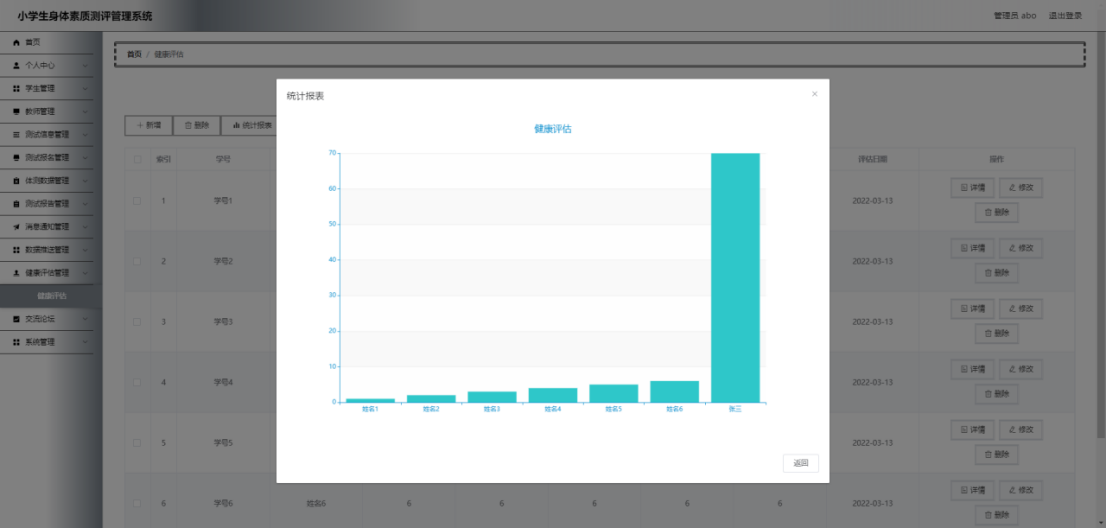 小学生身体素质测评管理系统
管理员 abo 退出登录
首页
个人中心
学生管理
教师管理
测试信息管理
测试报名管理
体测数据管理
测试报告管理
消息通知管理
数据推送管理
健康评估管理
健康评估
交流论坛
系统管理
首页 / 健康评估
+ 新增 删除 统计报表
索引 学号 评估日期 操作
1 学号1 2022-03-13 详情 修改
删除
2 学号2 2022-03-13 详情 修改
删除
3 学号3 2022-03-13 详情 修改
删除
4 学号4 2022-03-13 详情 修改
删除
5 学号5 2022-03-13 详情 修改
删除
6 学号6 姓名6 6 6 6 6 6 2022-03-13 详情 修改
删除
统计报表 ×
健康评估
70
60
50
40
30
20
10
0
姓名1 姓名2 姓名3 姓名4 姓名5 姓名6 张三
返回